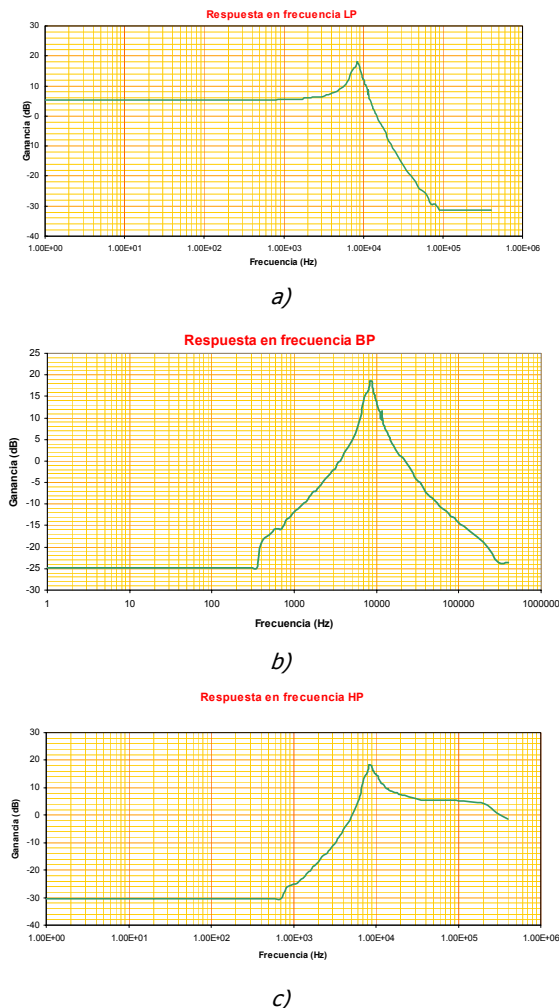 Respuesta en frecuencia LP
30
20
10
0
-10
-20
-30
-40
Ganancia (dB)
1.00E+00 1.00E+01 1.00E+02 1.00E+03 1.00E+04 1.00E+05 1.00E+06
Frecuencia (Hz)
a)
Respuesta en frecuencia BP
25
20
15
10
5
0
-5
-10
-15
-20
-25
-30
Ganancia (dB)
1 10 100 1000 10000 100000 1000000
Frecuencia (Hz)
b)
Respuesta en frecuencia HP
30
20
10
0
-10
-20
-30
-40
Ganancia (dB)
1.00E+00 1.00E+01 1.00E+02 1.00E+03 1.00E+04 1.00E+05 1.00E+06
Frecuencia (Hz)
c)